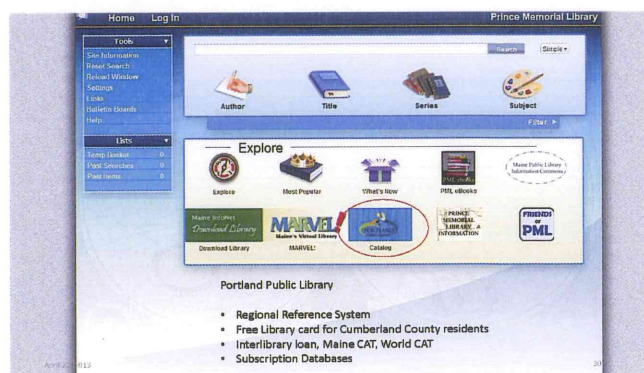 Home Log In Prince Memorial Library
Tools
Site Information
Reset Search
Reload Window
Settings
Links
Bulletin Boards
Help
Search Simple
Author Title Series Subject
Filter
Lists
Temp Basket 0
Past Searches 0
Past Items 0
Explore
Explore Most Popular What's New PML eBooks Maine Public Library
Information Commons
Download Library
MARVEL!
Maine's Virtual Library
PRINCE
MEMORIAL
LIBRARY
INFORMATION
FRIENDS
OF
PML
Download Library MARVEL! Catalog
Portland Public Library
• Regional Reference System
• Free Library card for Cumberland County residents
• Interlibrary loan, Maine CAT, World CAT
• Subscription Databases